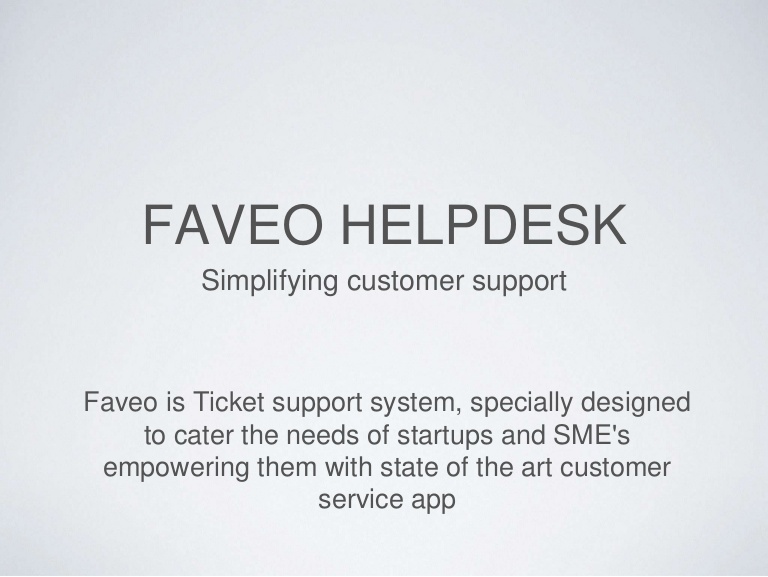 FAVEO HELPDESK
Simplifying customer support
Faveo is Ticket support system, specially designed
to cater the needs of startups and SME's
empowering them with state of the art customer
service app